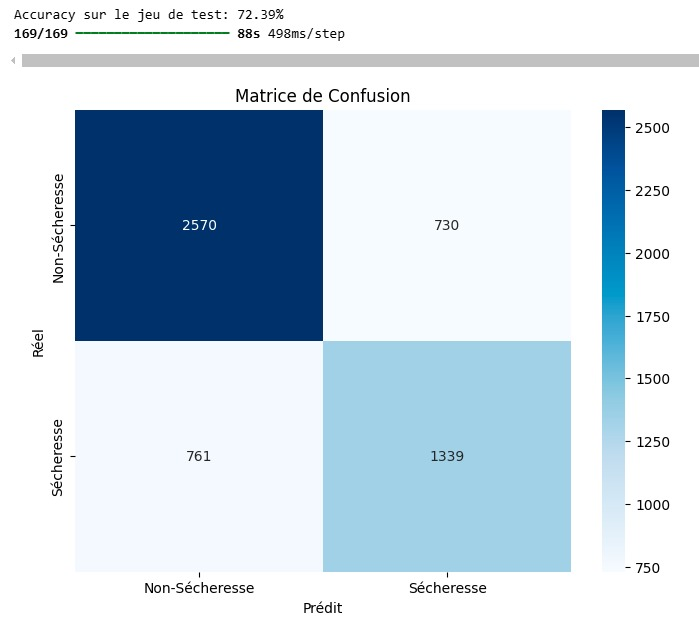 Accuracy sur le jeu de test: 72.39%
169/169 ━━━━━━━━━━━━━━━━━━━━ 88s 498ms/step
Matrice de Confusion
Non-Sécheresse
2570
730
Réel
Sécheresse
761
1339
Non-Sécheresse
Sécheresse
Prédit
2500
2250
2000
1750
1500
1250
1000
750